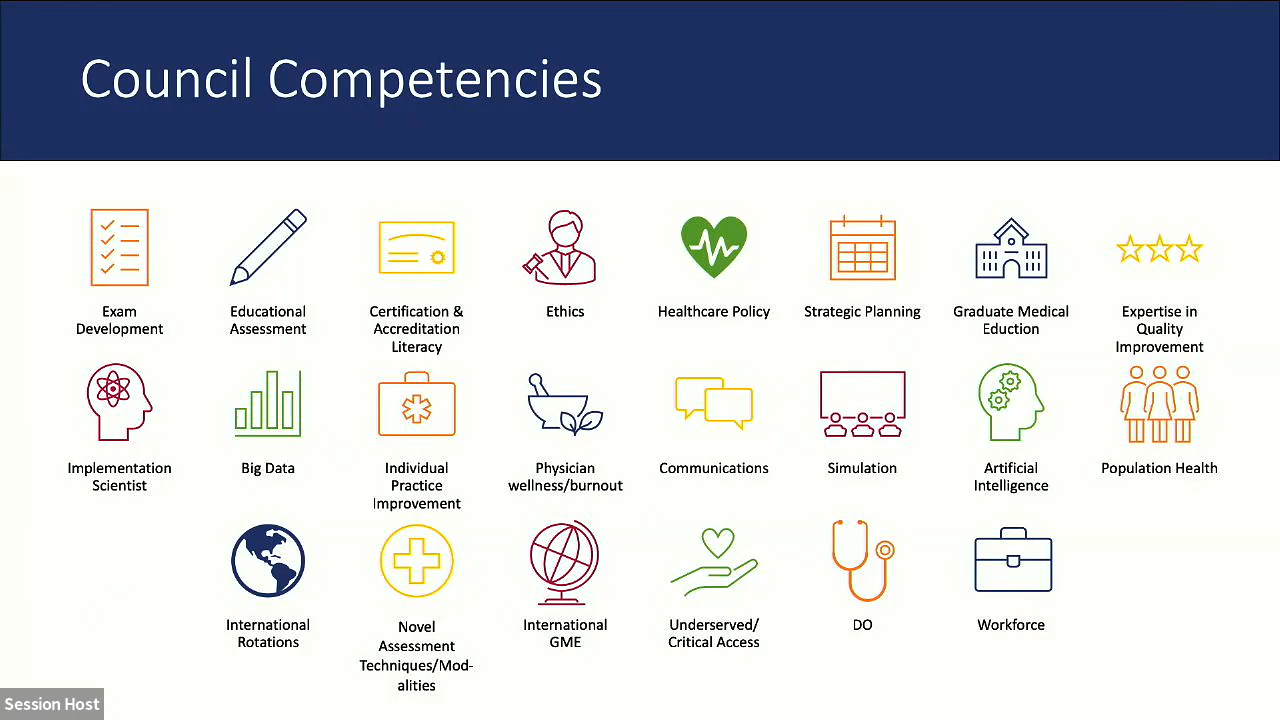 Council Competencies
Exam
Development
Educational
Assessment
Certification &
Accreditation
Literacy
Ethics
Healthcare Policy
Strategic Planning
Graduate Medical
Eduction
Expertise in
Quality
Improvement
Implementation
Scientist
Big Data
Individual
Practice
Improvement
Physician
wellness/burnout
Communications
Simulation
Artificial
Intelligence
Population Health
International
Rotations
Novel
Assessment
Techniques/Mod-
alities
International
GME
Underserved/
Critical Access
DO
Workforce
Session Host